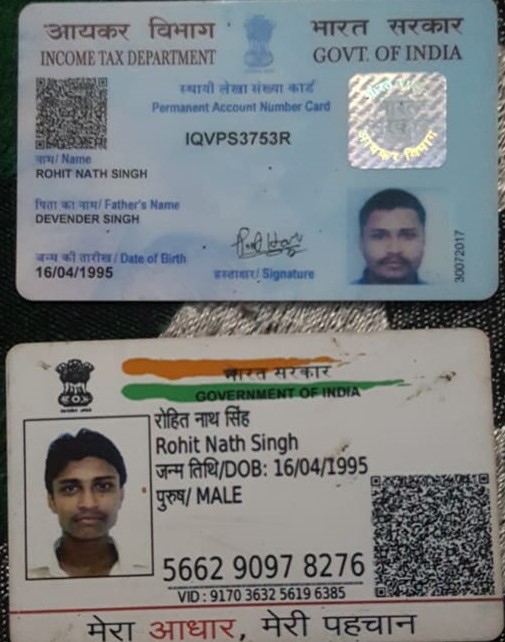 आयकर विभाग
INCOME TAX DEPARTMENT
भारत सरकार
GOVT. OF INDIA
स्थायी लेखा संख्या कार्ड
Permanent Account Number Card
IQVPS3753R
नाम/ Name
ROHIT NATH SINGH
पिता का नाम/ Father's Name
DEVENDER SINGH
जन्म की तारीख/ Date of Birth
16/04/1995
हस्ताक्षर/ Signature
30072017
भारत सरकार
GOVERNMENT OF INDIA
रोहित नाथ सिंह
Rohit Nath Singh
जन्म तिथि/DOB: 16/04/1995
पुरुष/ MALE
5662 9097 8276
VID : 9170 3632 5619 6385
मेरा आधार, मेरी पहचान